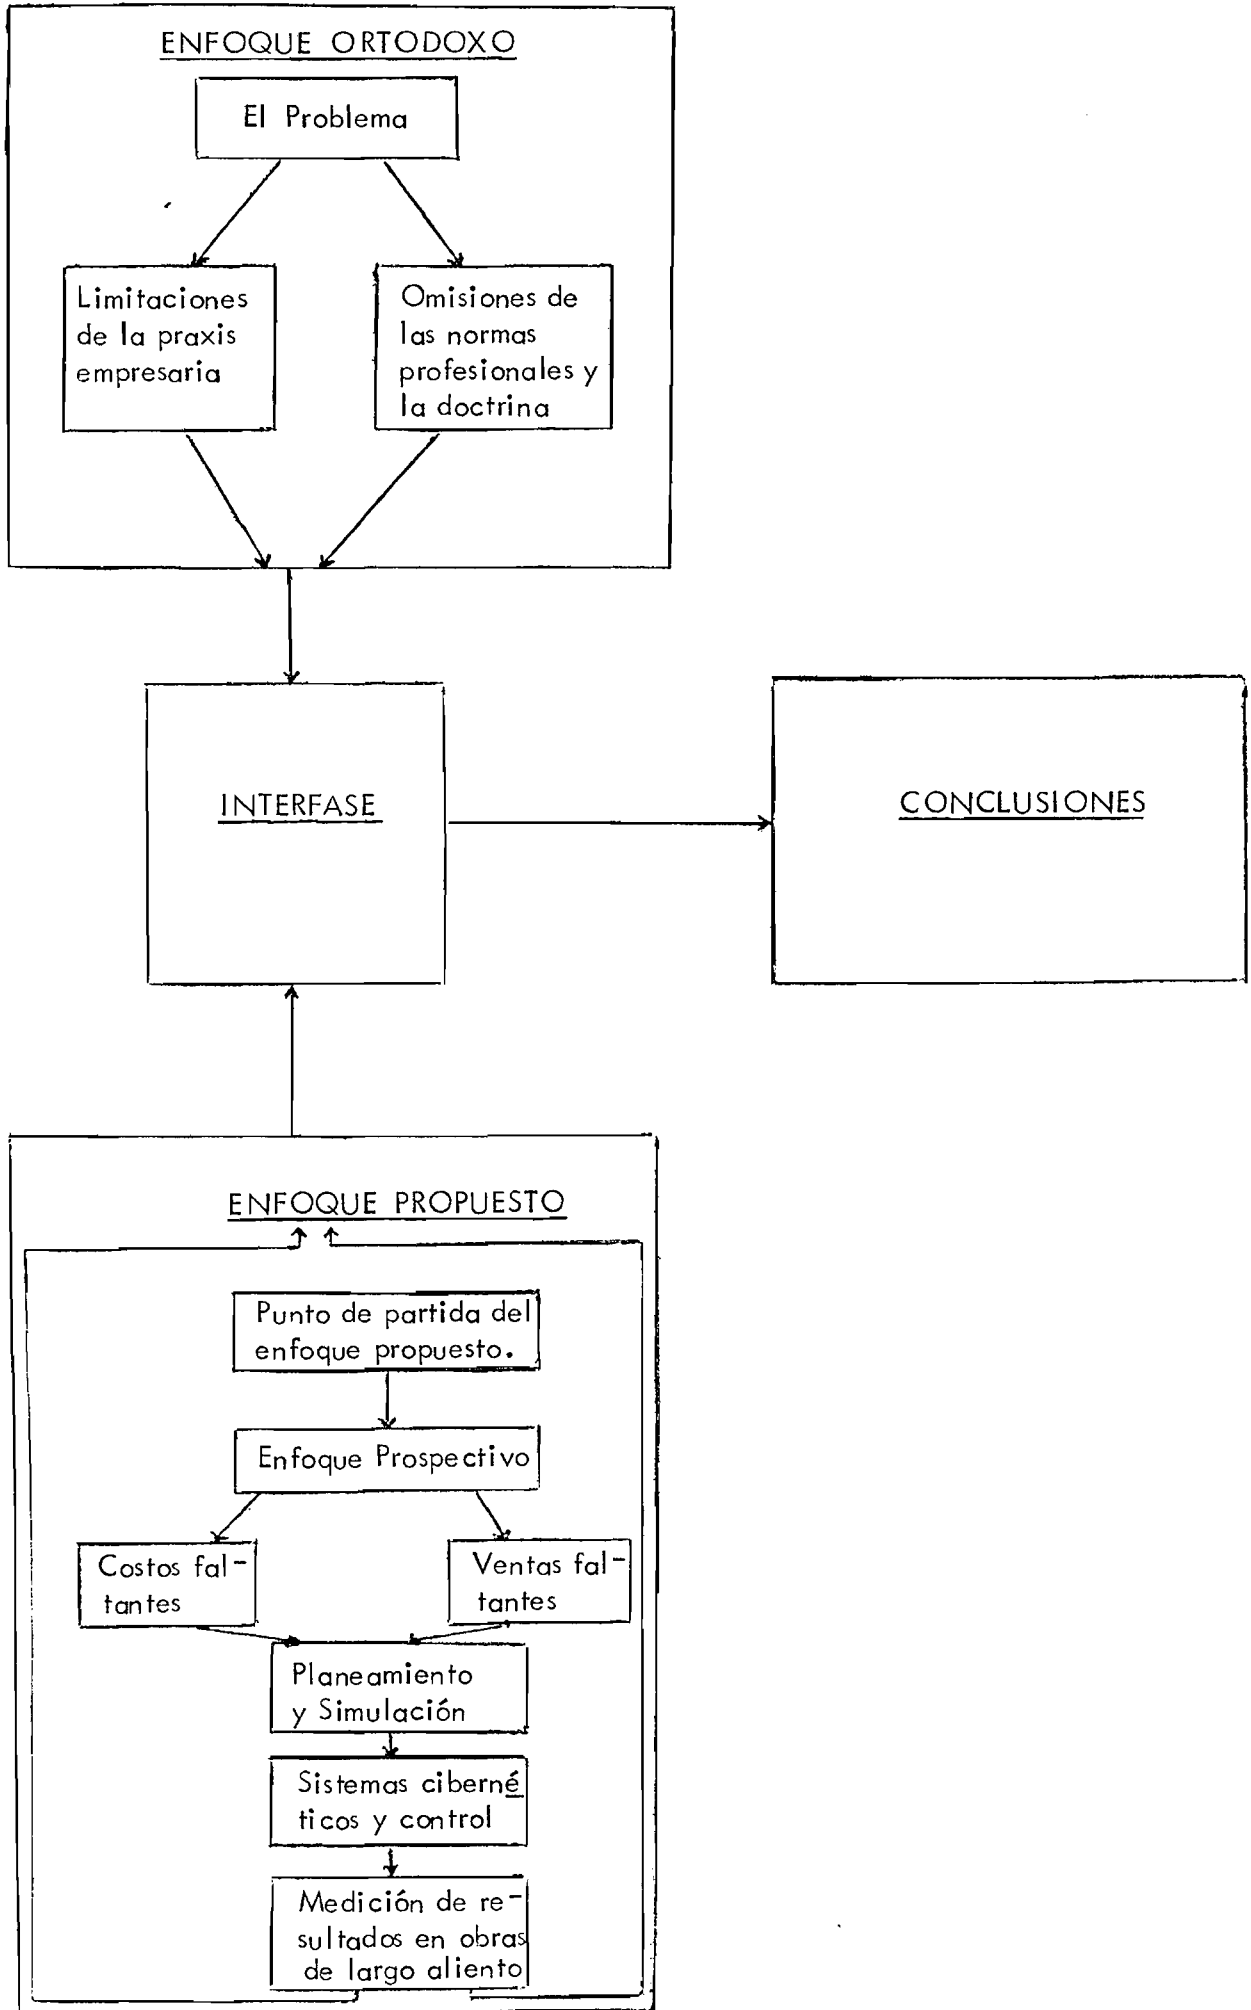 ENFOQUE ORTODOXO
El Problema
Limitaciones
de la praxis
empresaria
Omisiones de
las normas
profesionales y
la doctrina
INTERFASE
CONCLUSIONES
ENFOQUE PROPUESTO
Punto de partida del
enfoque propuesto.
Enfoque Prospectivo
Costos fal-
tantes
Ventas fal-
tantes
Planeamiento
y Simulación
Sistemas ciberné
ticos y control
Medición de re-
sultados en obras
de largo aliento